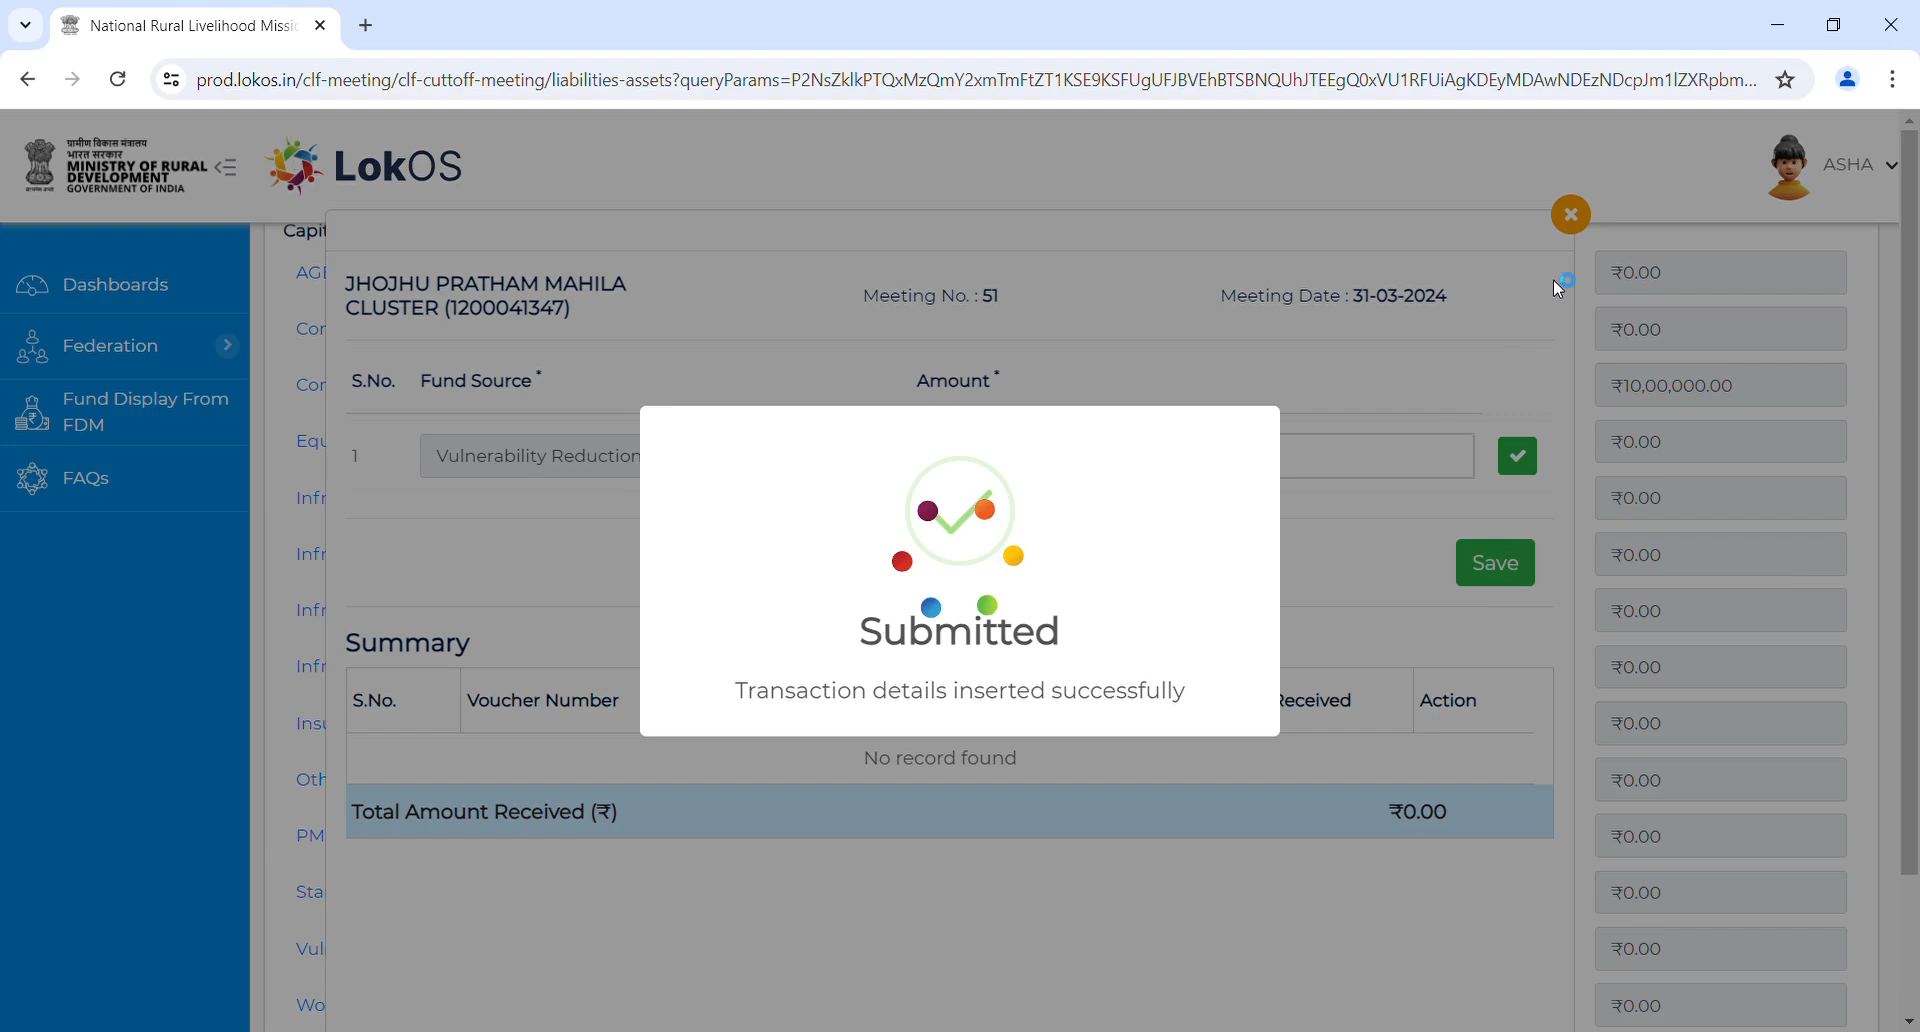 National Rural Livelihood Missi
prod.lokos.in/clf-meeting/clf-cuttoff-meeting/liabilities-assets?queryParams=P2NsZklkPTQxMzQmY2xmTmFtZT1KSE9KSFUgUFJBVEhBTSBNQUhJTEEgQ0xVU1RFUiAgKDEyMDAwNDEzNDcpJm1lZXRpbm...
ग्रामीण विकास मंत्रालय
भारत सरकार
MINISTRY OF RURAL
DEVELOPMENT
GOVERNMENT OF INDIA
LokOS
ASHA
Dashboards
Federation
Fund Display From
FDM
FAQs
Capit
AGE
Cor
Cor
Equ
Infr
Infr
Infr
Infr
Insu
Oth
PM
Sta
Vul
Wo
JHOJHU PRATHAM MAHILA
CLUSTER (1200041347)
Meeting No. : 51
Meeting Date : 31-03-2024
S.No. Fund Source * Amount *
1 Vulnerability Reduction
Save
Submitted
Transaction details inserted successfully
Summary
S.No. Voucher Number Received Action
No record found
Total Amount Received (₹) ₹0.00
₹0.00
₹0.00
₹10,00,000.00
₹0.00
₹0.00
₹0.00
₹0.00
₹0.00
₹0.00
₹0.00
₹0.00
₹0.00
₹0.00
₹0.00